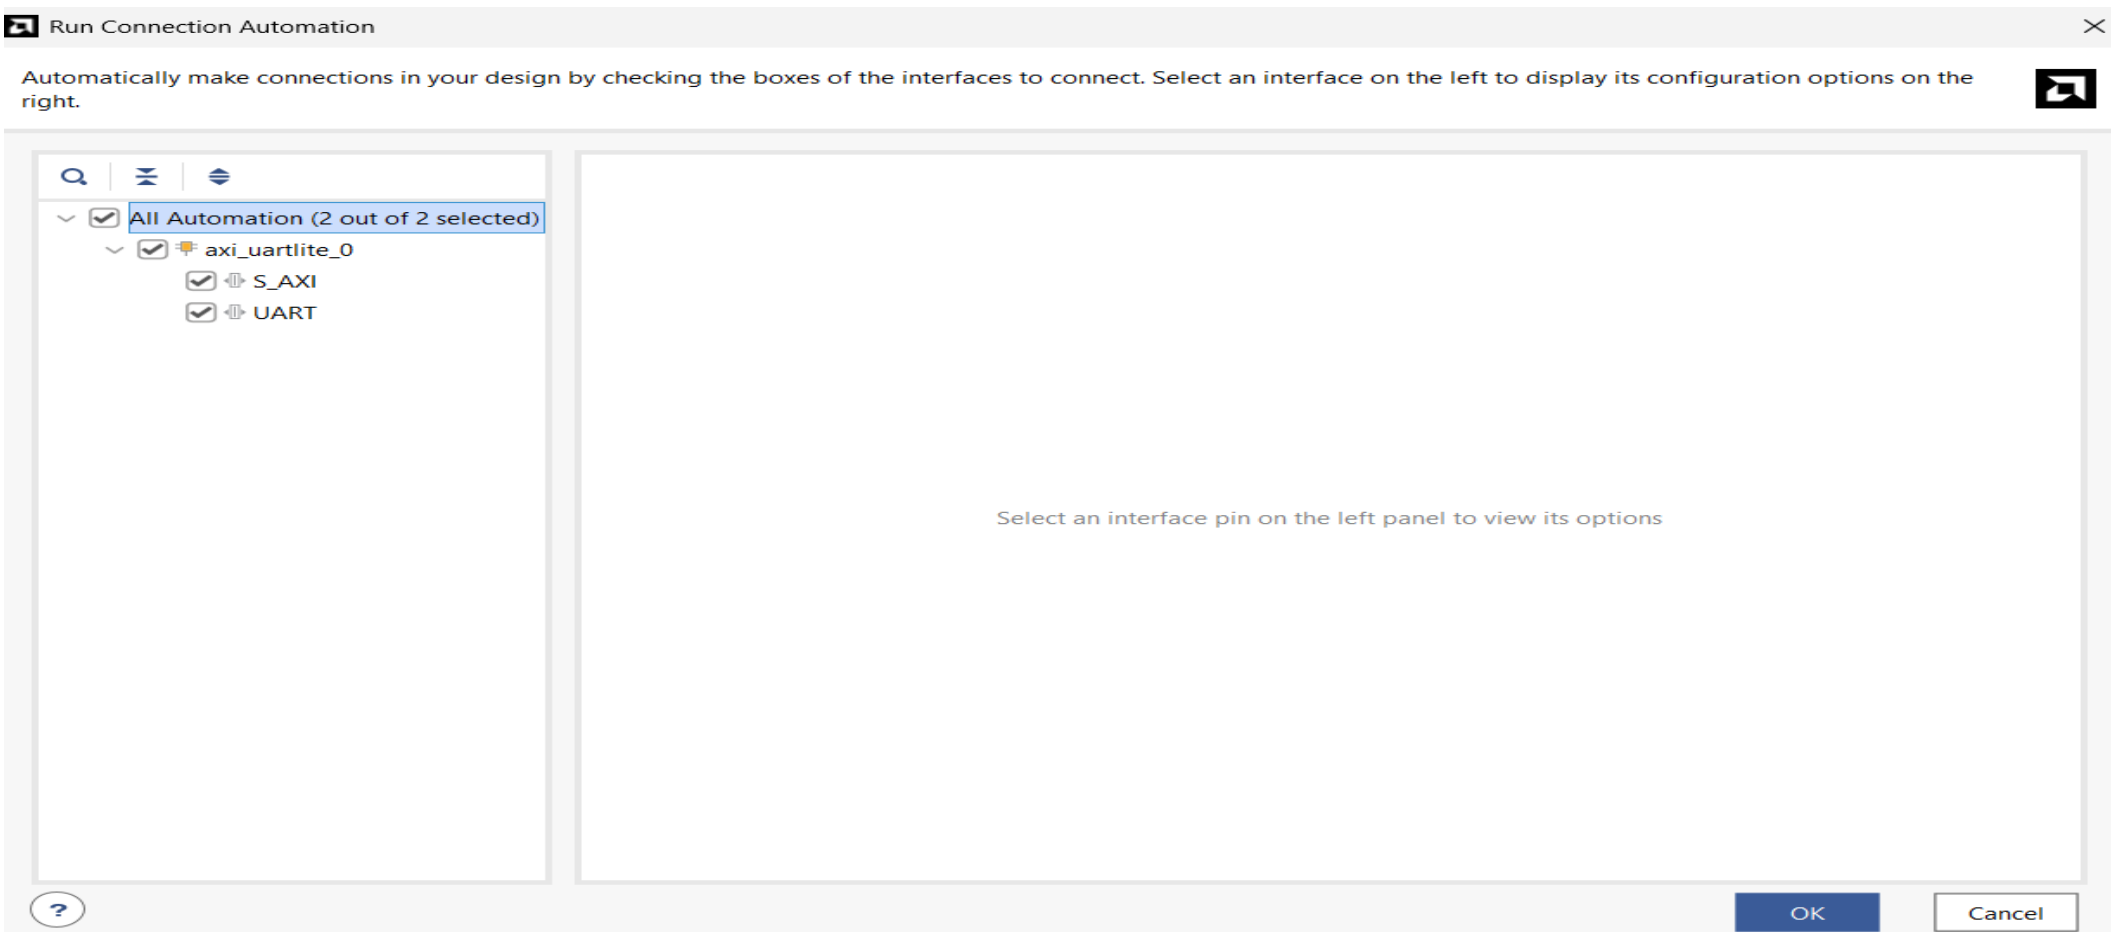 Run Connection Automation
Automatically make connections in your design by checking the boxes of the interfaces to connect. Select an interface on the left to display its configuration options on the
right.
All Automation (2 out of 2 selected)
axi_uartlite_0
S_AXI
UART
Select an interface pin on the left panel to view its options
?
OK
Cancel